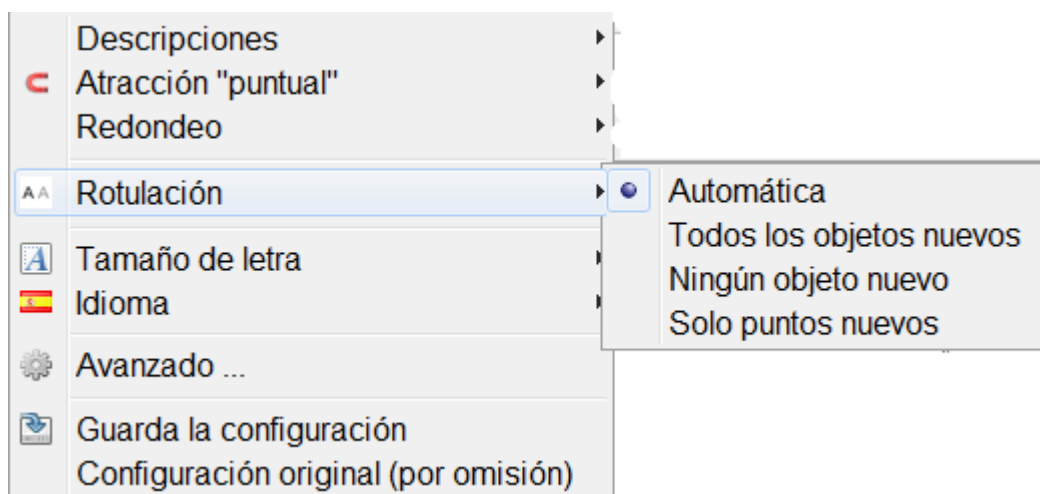 Descripciones
Atracción "puntual"
Redondeo
Rotulación
Automática
Todos los objetos nuevos
Ningún objeto nuevo
Solo puntos nuevos
Tamaño de letra
Idioma
Avanzado ...
Guarda la configuración
Configuración original (por omisión)